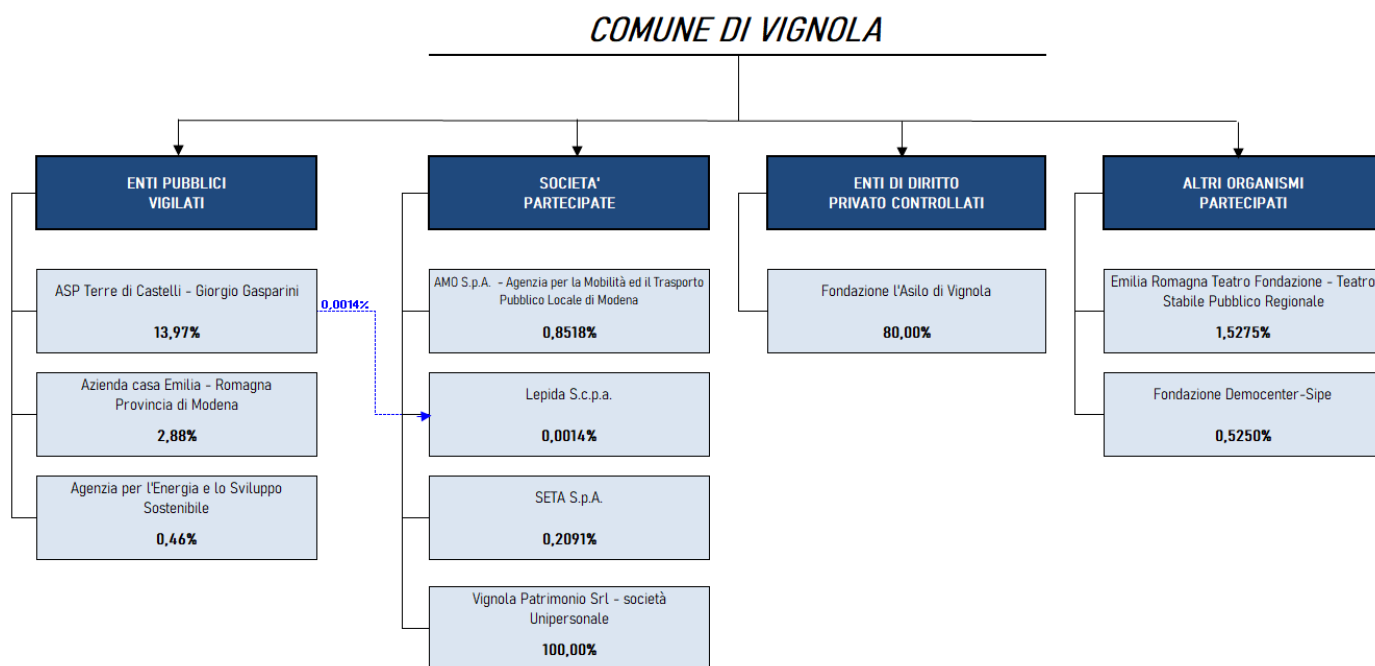 COMUNE DI VIGNOLA
ENTI PUBBLICI
VIGILATI
ASP Terre di Castelli - Giorgio Gasparini
13,97%
0,0014%
Azienda casa Emilia - Romagna
Provincia di Modena
2,88%
Agenzia per l'Energia e lo Sviluppo
Sostenibile
0,46%
SOCIETA'
PARTECIPATE
AMO S.p.A. - Agenzia per la Mobilità ed il Trasporto
Pubblico Locale di Modena
0,8518%
Lepida S.c.p.a.
0,0014%
SETA S.p.A.
0,2091%
Vignola Patrimonio Srl - società
Unipersonale
100,00%
ENTI DI DIRITTO
PRIVATO CONTROLLATI
Fondazione l'Asilo di Vignola
80,00%
ALTRI ORGANISMI
PARTECIPATI
Emilia Romagna Teatro Fondazione - Teatro
Stabile Pubblico Regionale
1,5275%
Fondazione Democenter-Sipe
0,5250%